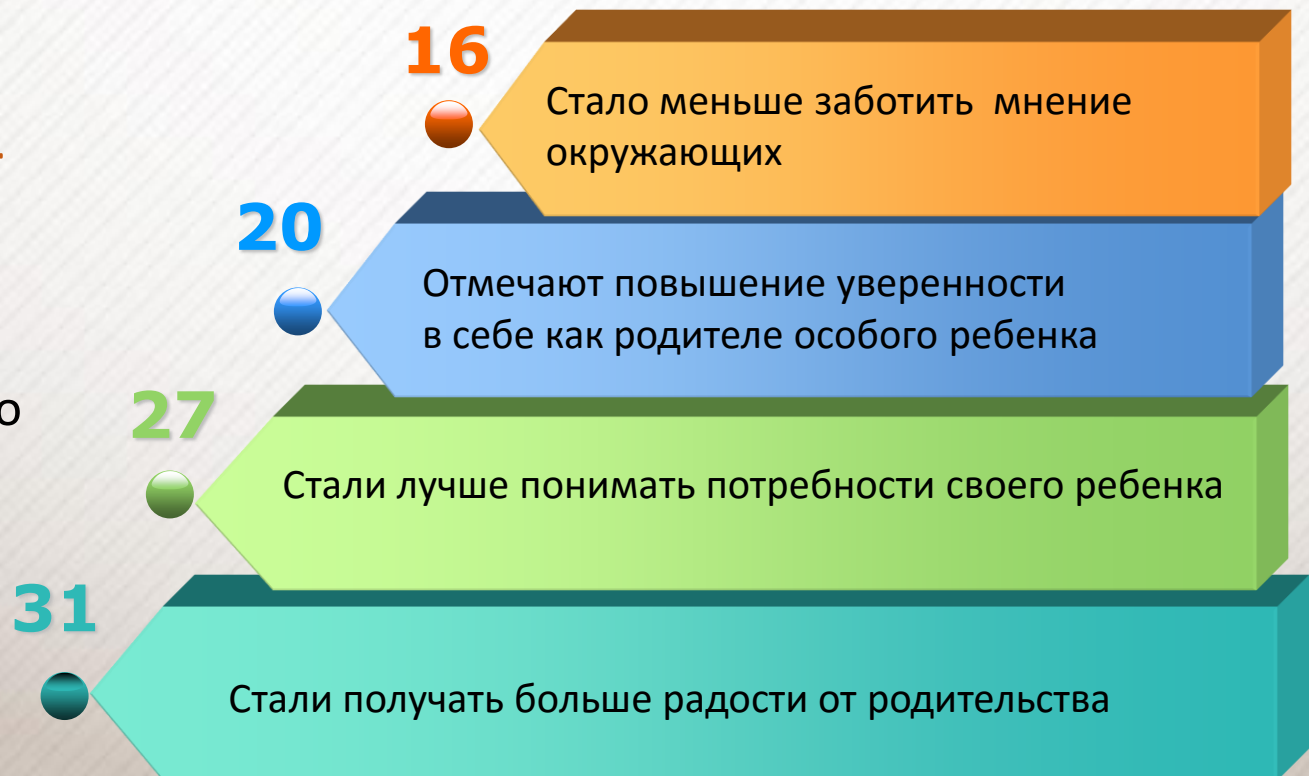 16
Стало меньше заботить мнение
окружающих
20
Отмечают повышение уверенности
в себе как родителе особого ребенка
о
27
Стали лучше понимать потребности своего ребенка
31
Стали получать больше радости от родительства